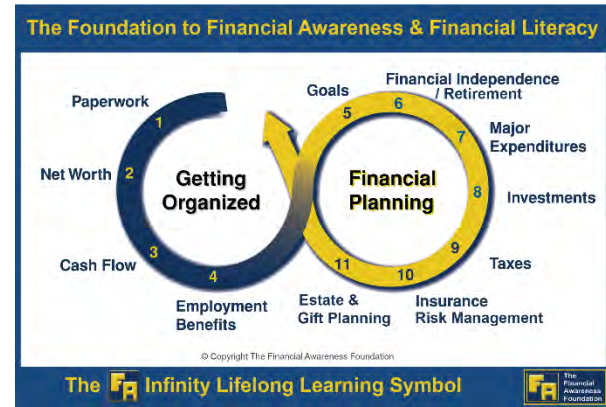 The Foundation to Financial Awareness & Financial Literacy
Paperwork
1
Net Worth
2
Cash Flow
3
4
Employment
Benefits
Getting
Organized
Goals
5
Financial Independence
/ Retirement
6
7
Major
Expenditures
8
Investments
9
Taxes
10
Insurance
Risk Management
11
Estate &
Gift Planning
Financial
Planning
© Copyright The Financial Awareness Foundation
The FA Infinity Lifelong Learning Symbol
FA
The
Financial
Awareness
Foundation